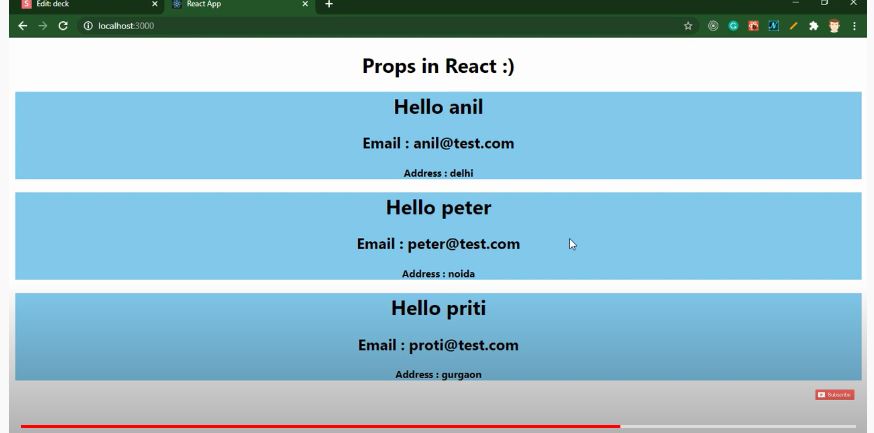 Edit: deck
React App
localhost:3000
Props in React :)
Hello anil
Email : anil@test.com
Address : delhi
Hello peter
Email : peter@test.com
Address : noida
Hello priti
Email : proti@test.com
Address : gurgaon
Subscribe